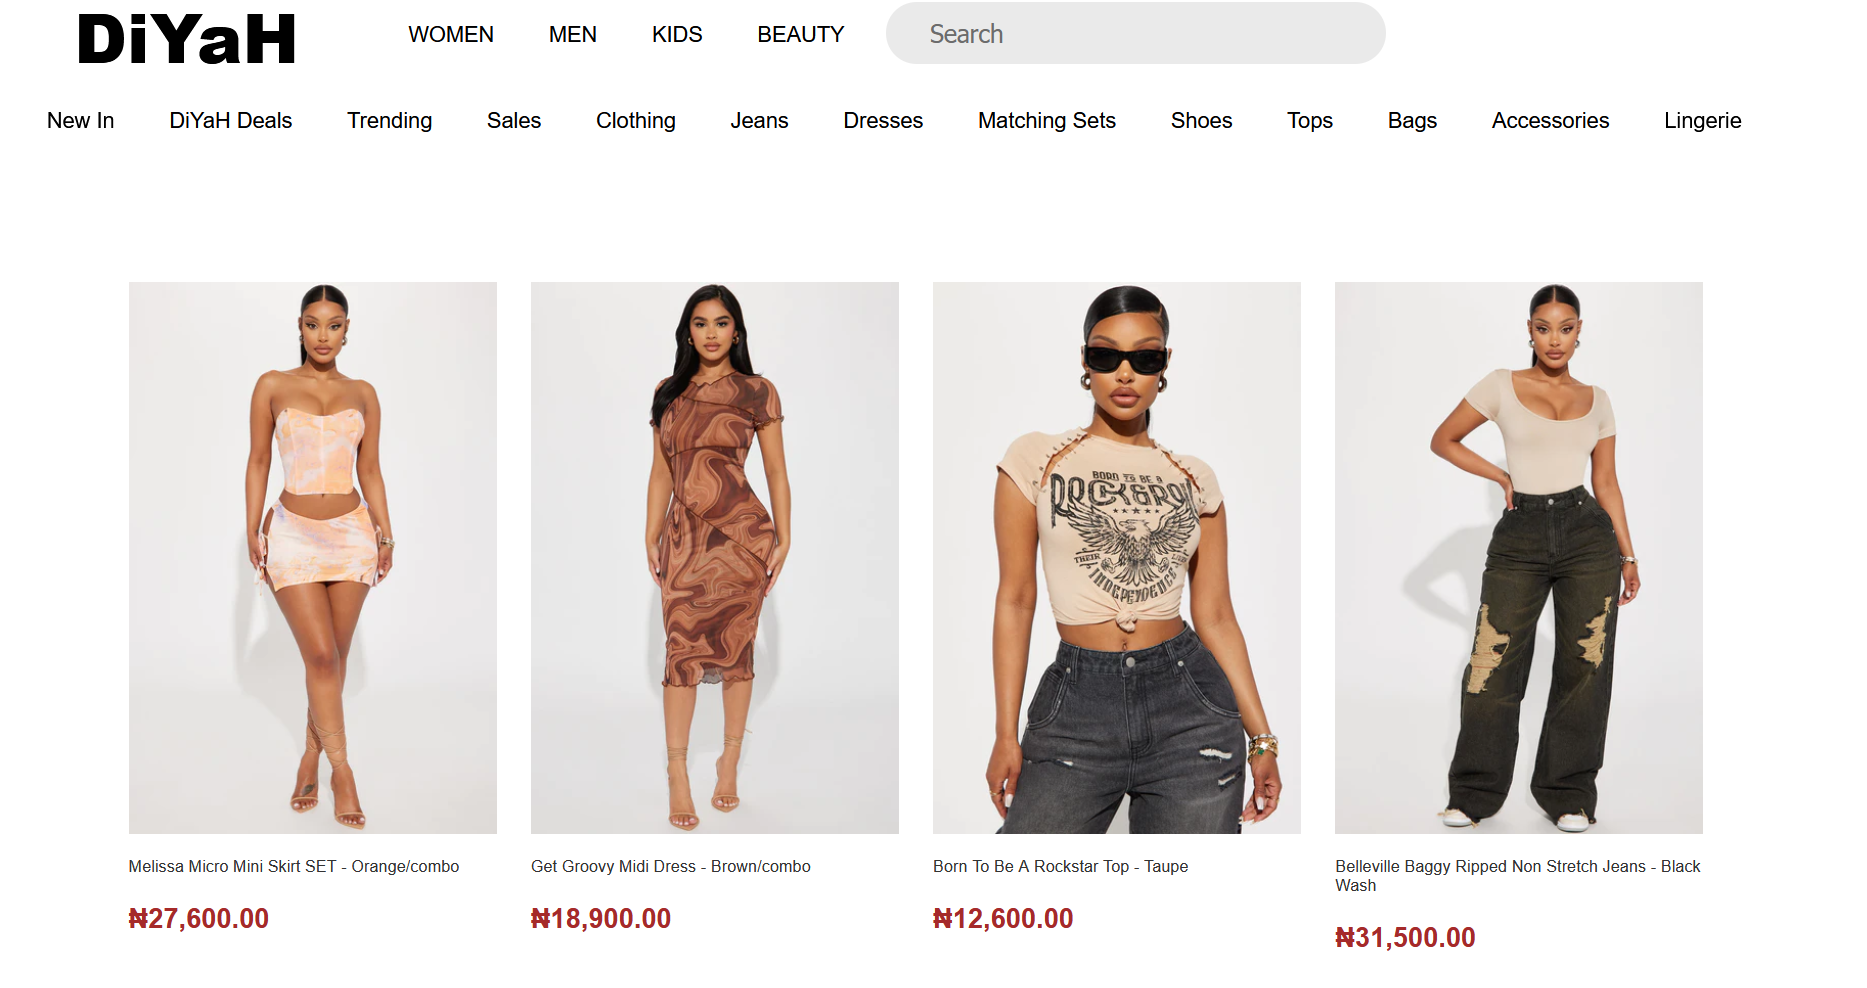 DiYaH
WOMEN
MEN
KIDS
BEAUTY
Search
New In
DiYaH Deals
Trending
Sales
Clothing
Jeans
Dresses
Matching Sets
Shoes
Tops
Bags
Accessories
Lingerie
BORN TO BE A
ROCK&ROL
THEIR
INDEPENDENCE
Melissa Micro Mini Skirt SET - Orange/combo
₦27,600.00
Get Groovy Midi Dress - Brown/combo
₦18,900.00
Born To Be A Rockstar Top - Taupe
₦12,600.00
Belleville Baggy Ripped Non Stretch Jeans - Black
Wash
₦31,500.00